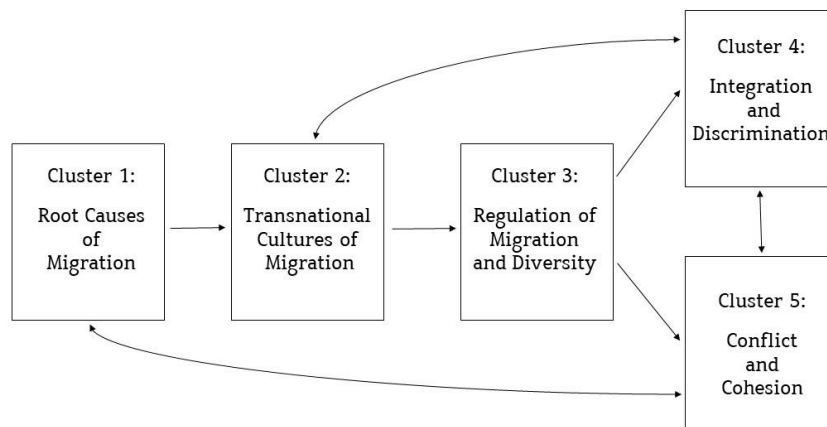 Cluster 1:
Root Causes
of
Migration
Cluster 2:
Transnational
Cultures of
Migration
Cluster 3:
Regulation of
Migration
and Diversity
Cluster 4:
Integration
and
Discrimination
Cluster 5:
Conflict
and
Cohesion